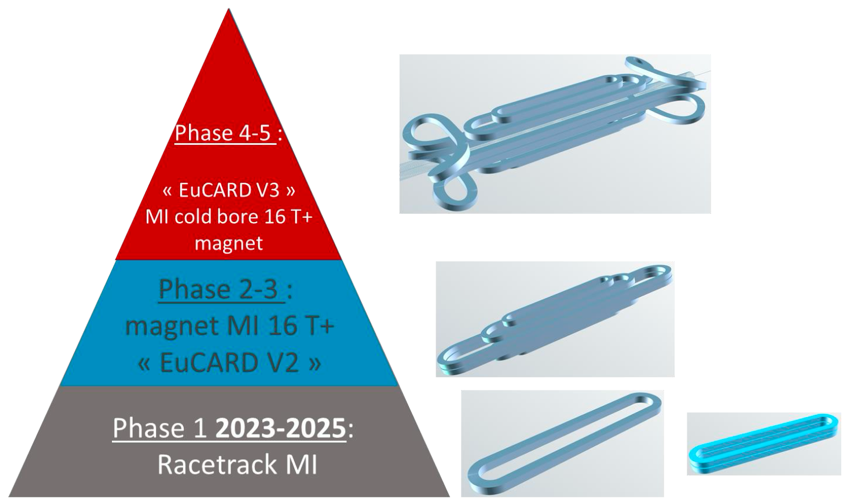 Phase 4-5 :
« EuCARD V3 »
MI cold bore 16 T+
magnet
Phase 2-3 :
magnet MI 16 T+
« EuCARD V2 »
Phase 1 2023-2025:
Racetrack MI